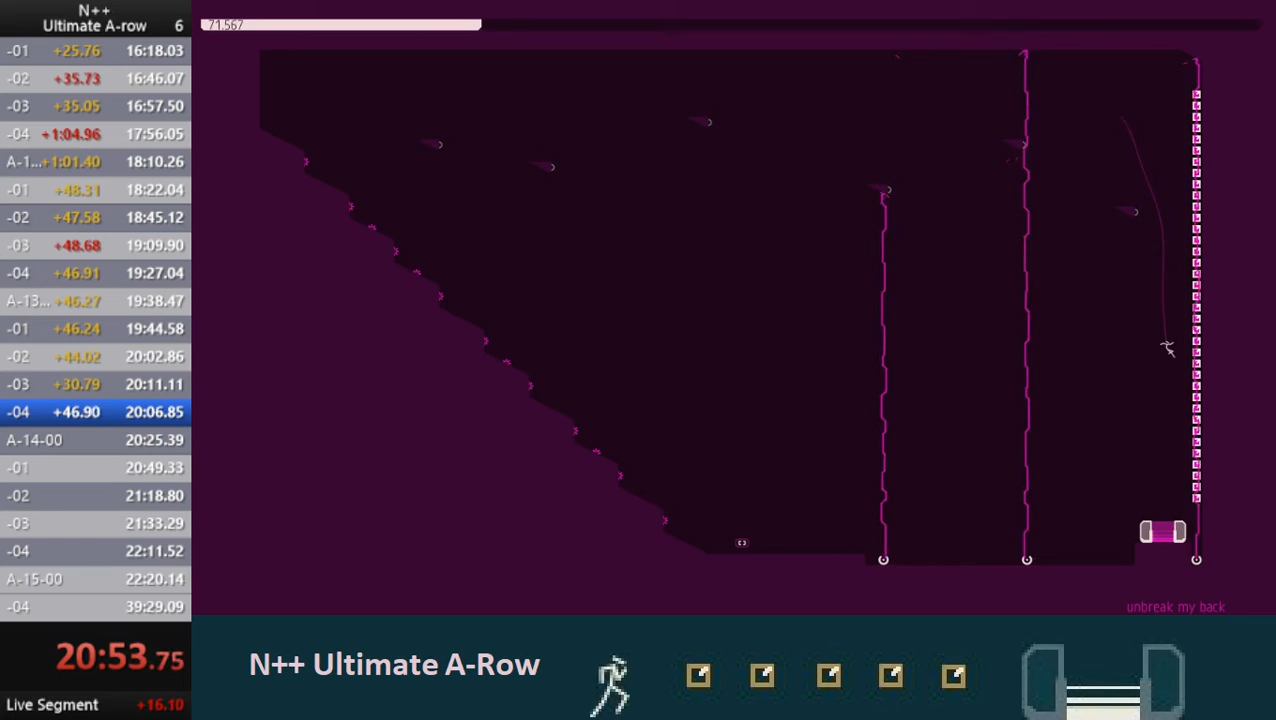 N++
Ultimate A-row 6
-01 +25.76 16:18.03
-02 +35.73 16:46.07
-03 +35.05 16:57.50
-04 +1:04.96 17:56.05
A-1... +1:01.40 18:10.26
-01 +48.31 18:22.04
-02 +47.58 18:45.12
-03 +48.68 19:09.90
-04 +46.91 19:27.04
A-13... +46.27 19:38.47
-01 +46.24 19:44.58
-02 +44.02 20:02.86
-03 +30.79 20:11.11
-04 +46.90 20:06.85
A-14-00 20:25.39
-01 20:49.33
-02 21:18.80
-03 21:33.29
-04 22:11.52
A-15-00 22:20.14
-04 39:29.09
20:53.75
Live Segment +16.10
71.567
unbreak my back
N++ Ultimate A-Row